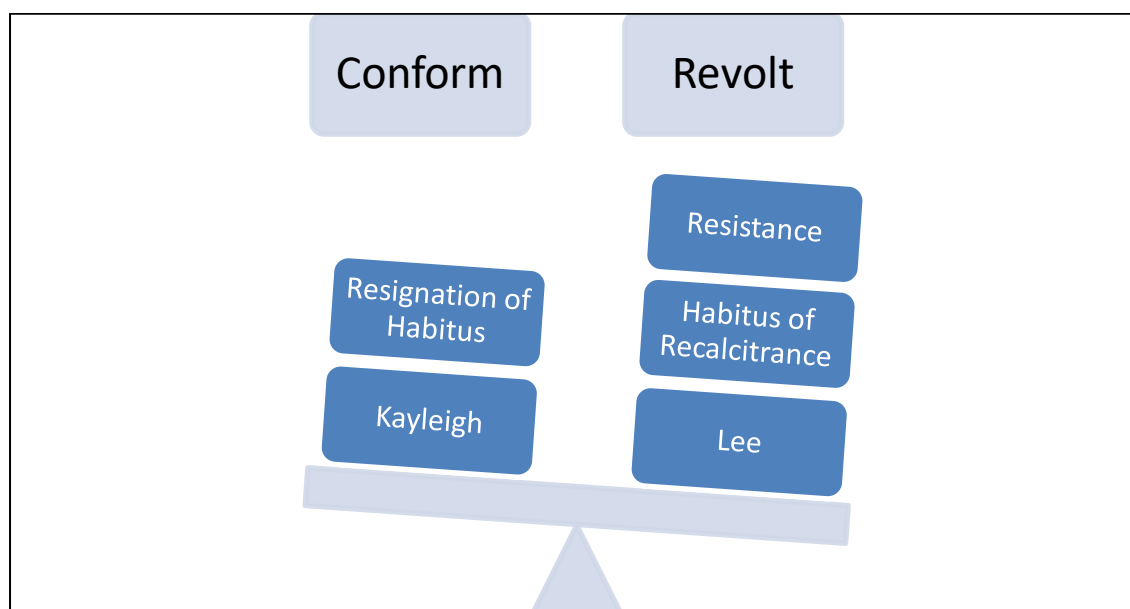 Conform
Revolt
Resistance
Resignation of
Habitus
Habitus of
Recalcitrance
Kayleigh
Lee